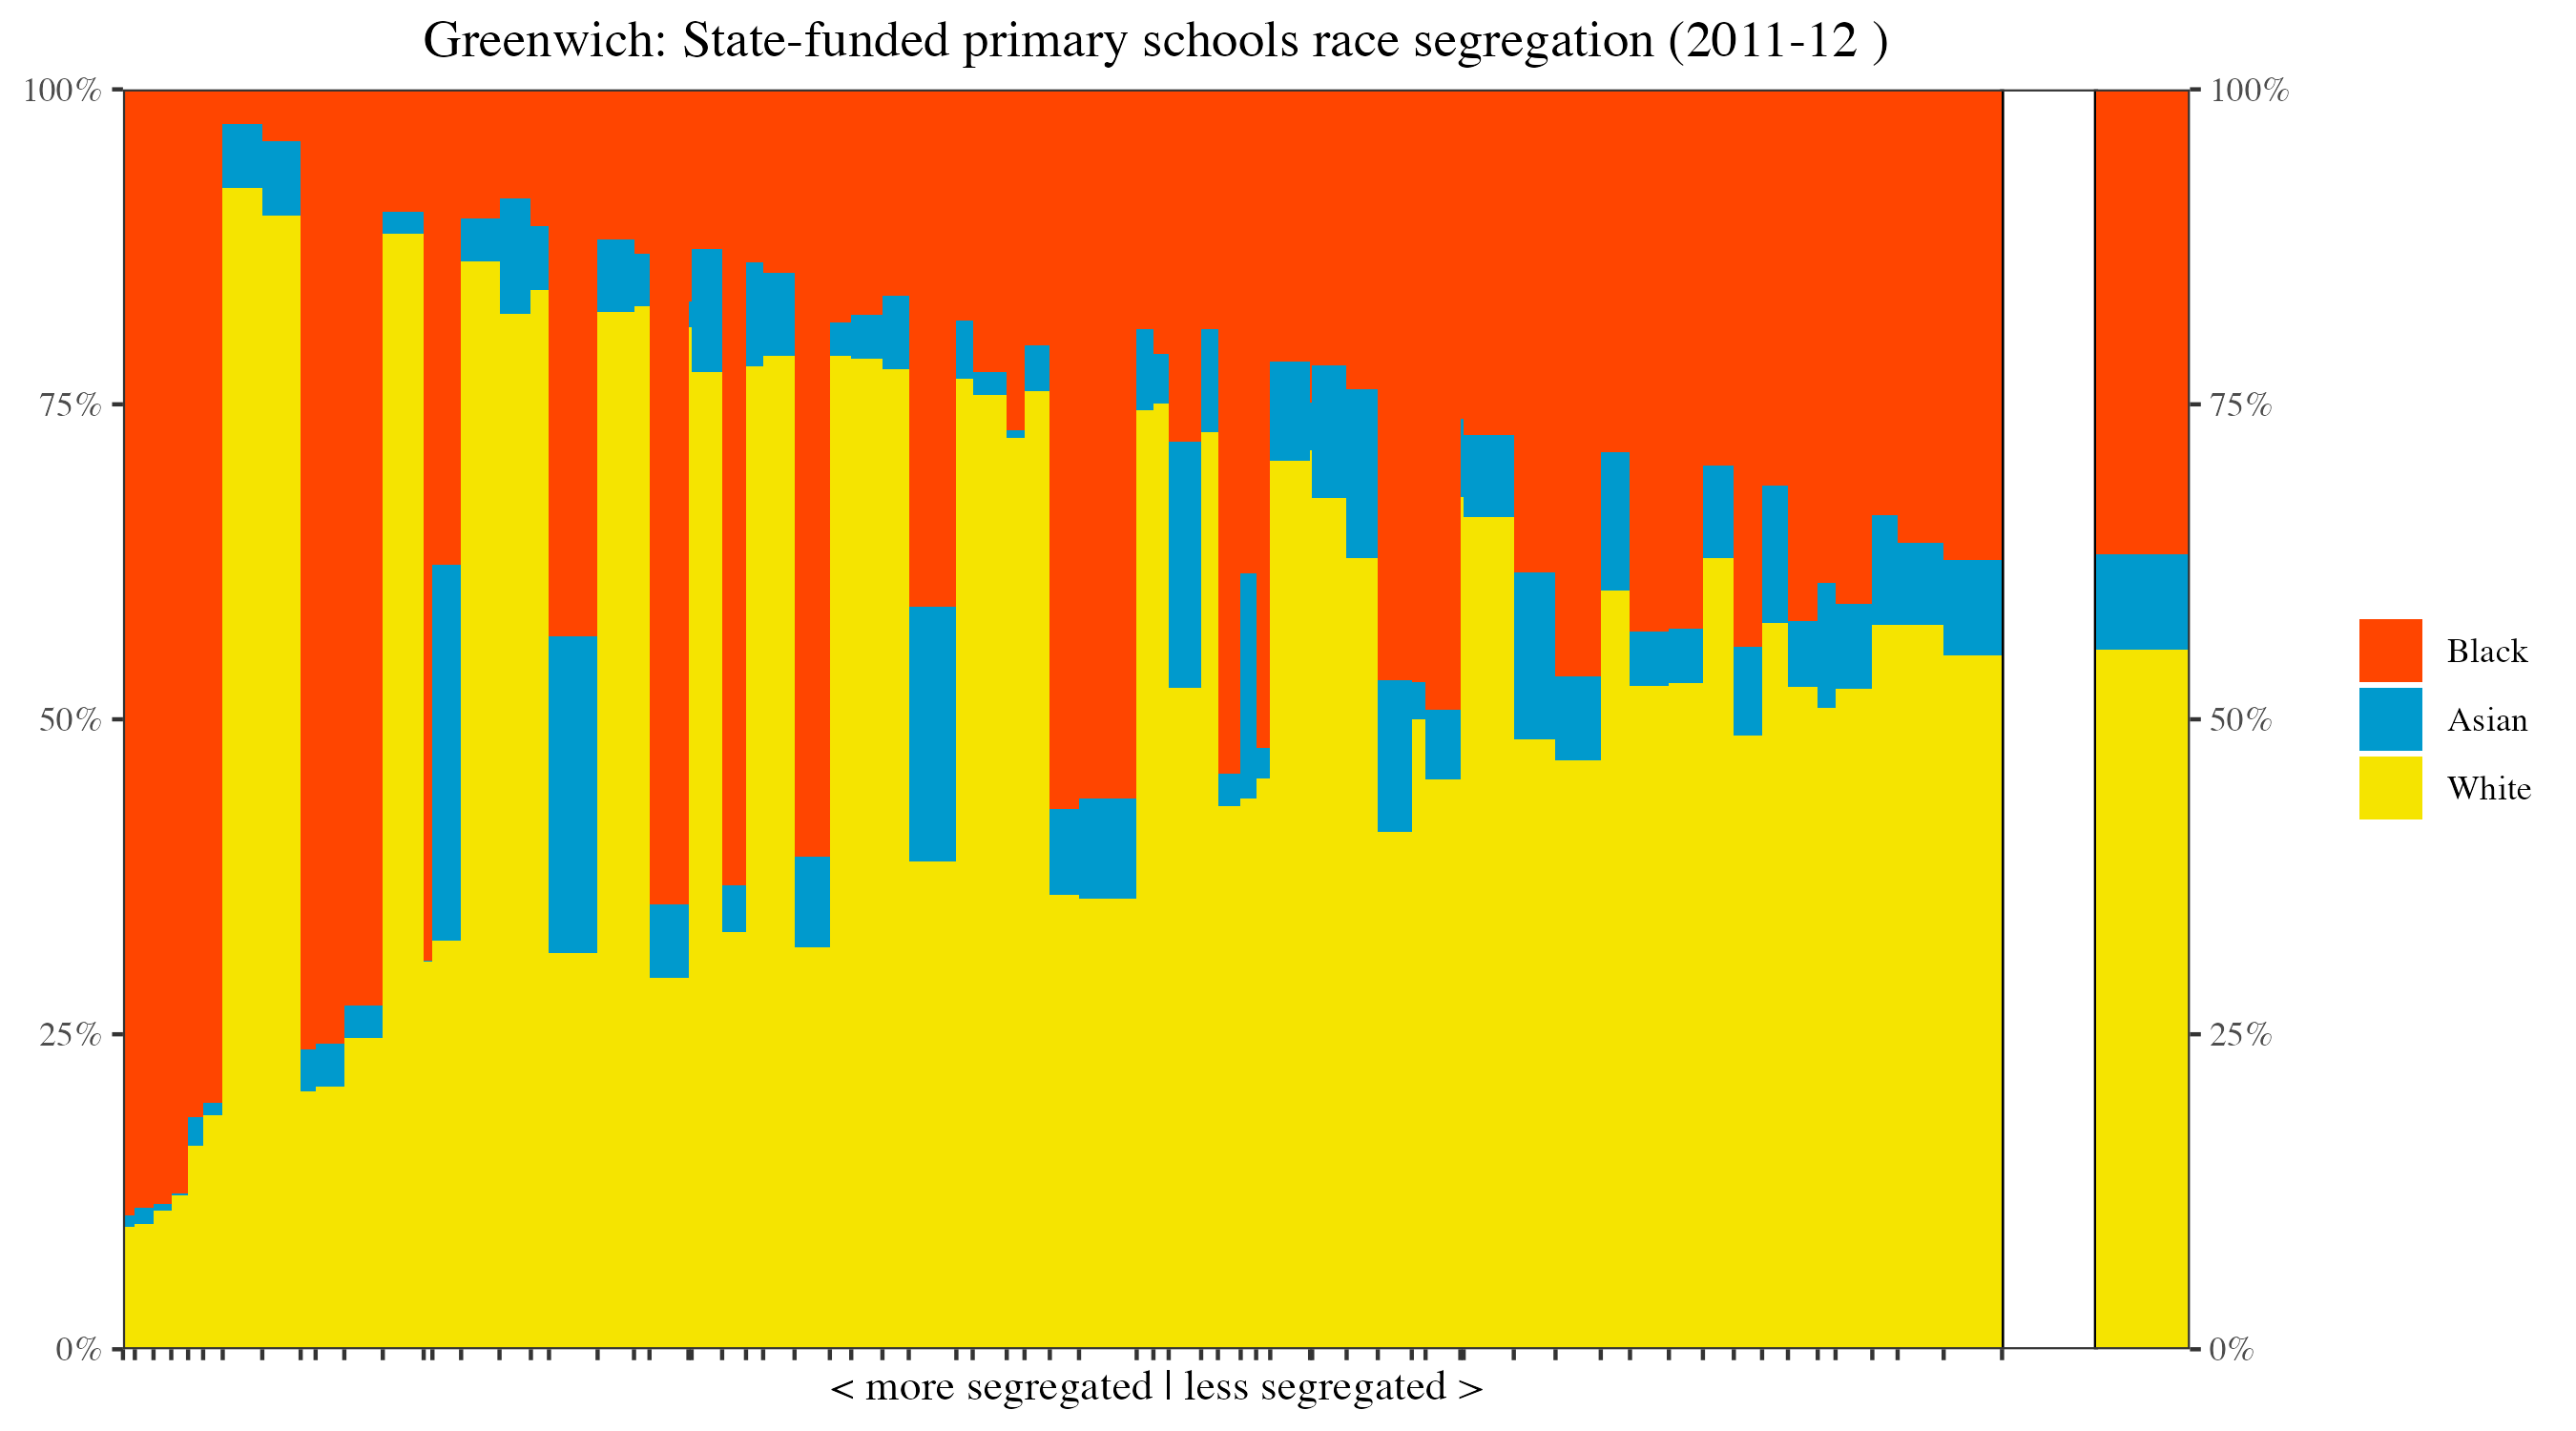 Greenwich: State-funded primary schools race segregation (2011-12 )
100%
75%
50%
25%
0%
100%
75%
50%
25%
0%
< more segregated | less segregated >
Black
Asian
White